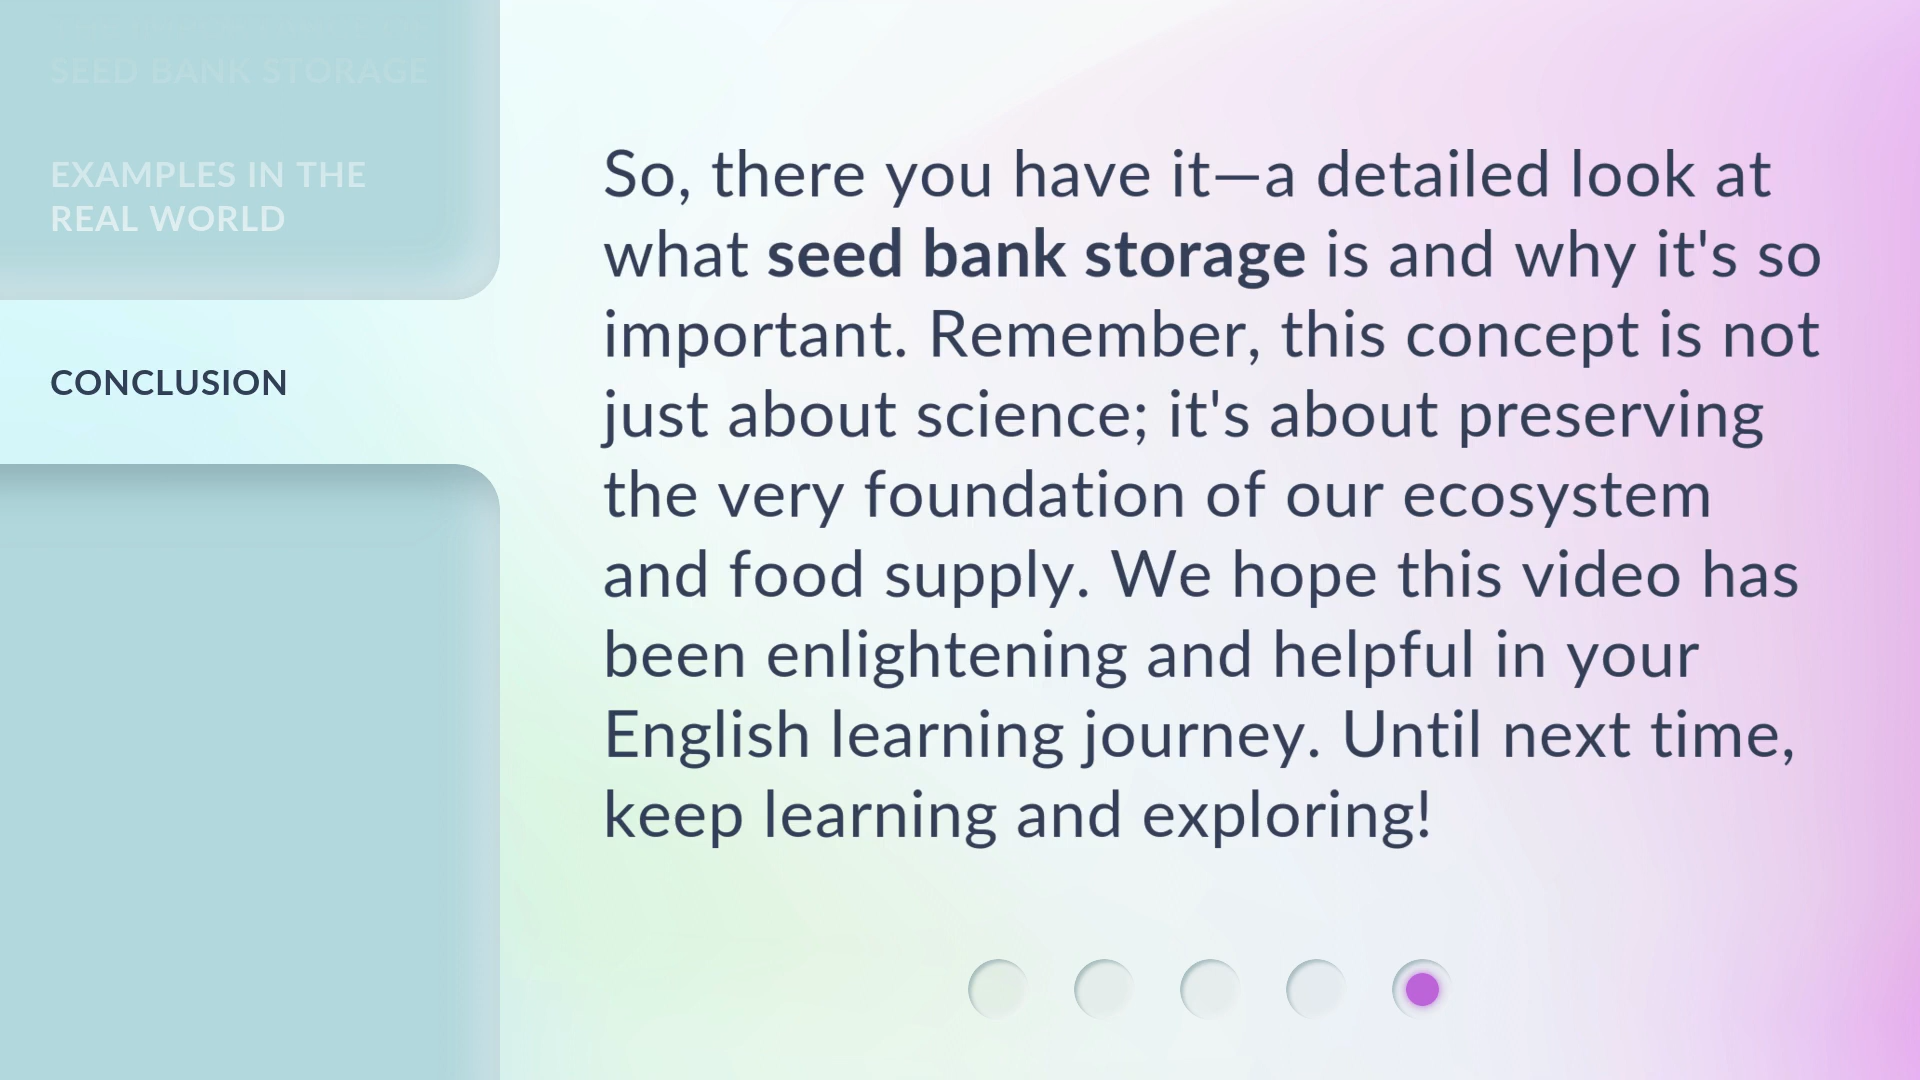 SEED BANK STORAGE
EXAMPLES IN THE
REAL WORLD
CONCLUSION
So, there you have it—a detailed look at
what seed bank storage is and why it's so
important. Remember, this concept is not
just about science; it's about preserving
the very foundation of our ecosystem
and food supply. We hope this video has
been enlightening and helpful in your
English learning journey. Until next time,
keep learning and exploring!